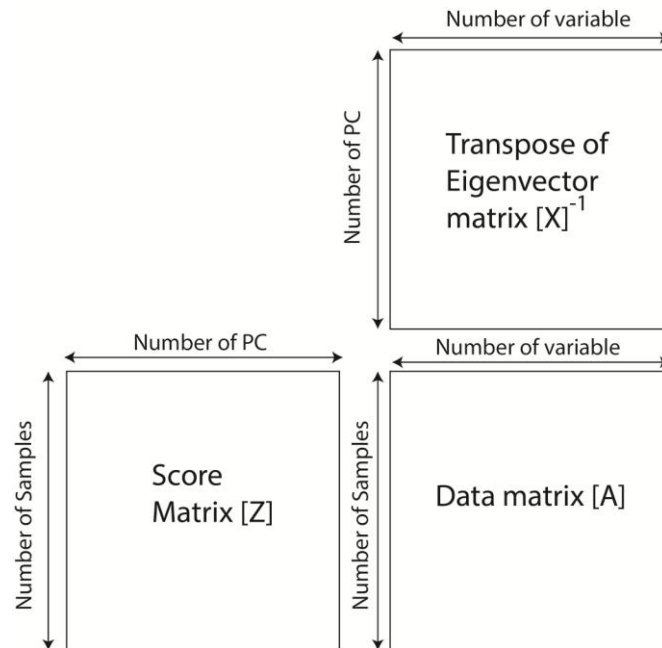 Number of variable
Number of PC
Transpose of
Eigenvector
matrix [X]⁻¹
Number of PC
Number of variable
Number of Samples
Score
Matrix [Z]
Number of Samples
Data matrix [A]